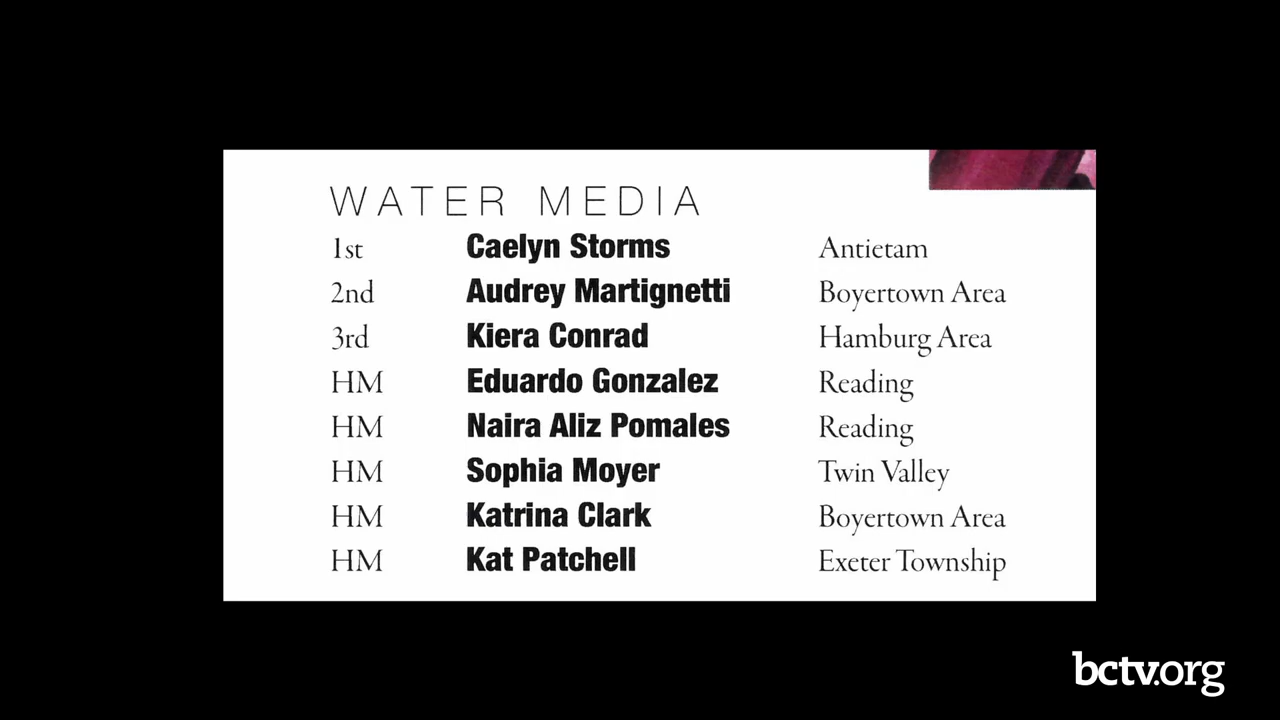 WATER MEDIA
1st Caelyn Storms Antietam
2nd Audrey Martignetti Boyertown Area
3rd Kiera Conrad Hamburg Area
HM Eduardo Gonzalez Reading
HM Naira Aliz Pomales Reading
HM Sophia Moyer Twin Valley
HM Katrina Clark Boyertown Area
HM Kat Patchell Exeter Township
bctv.org